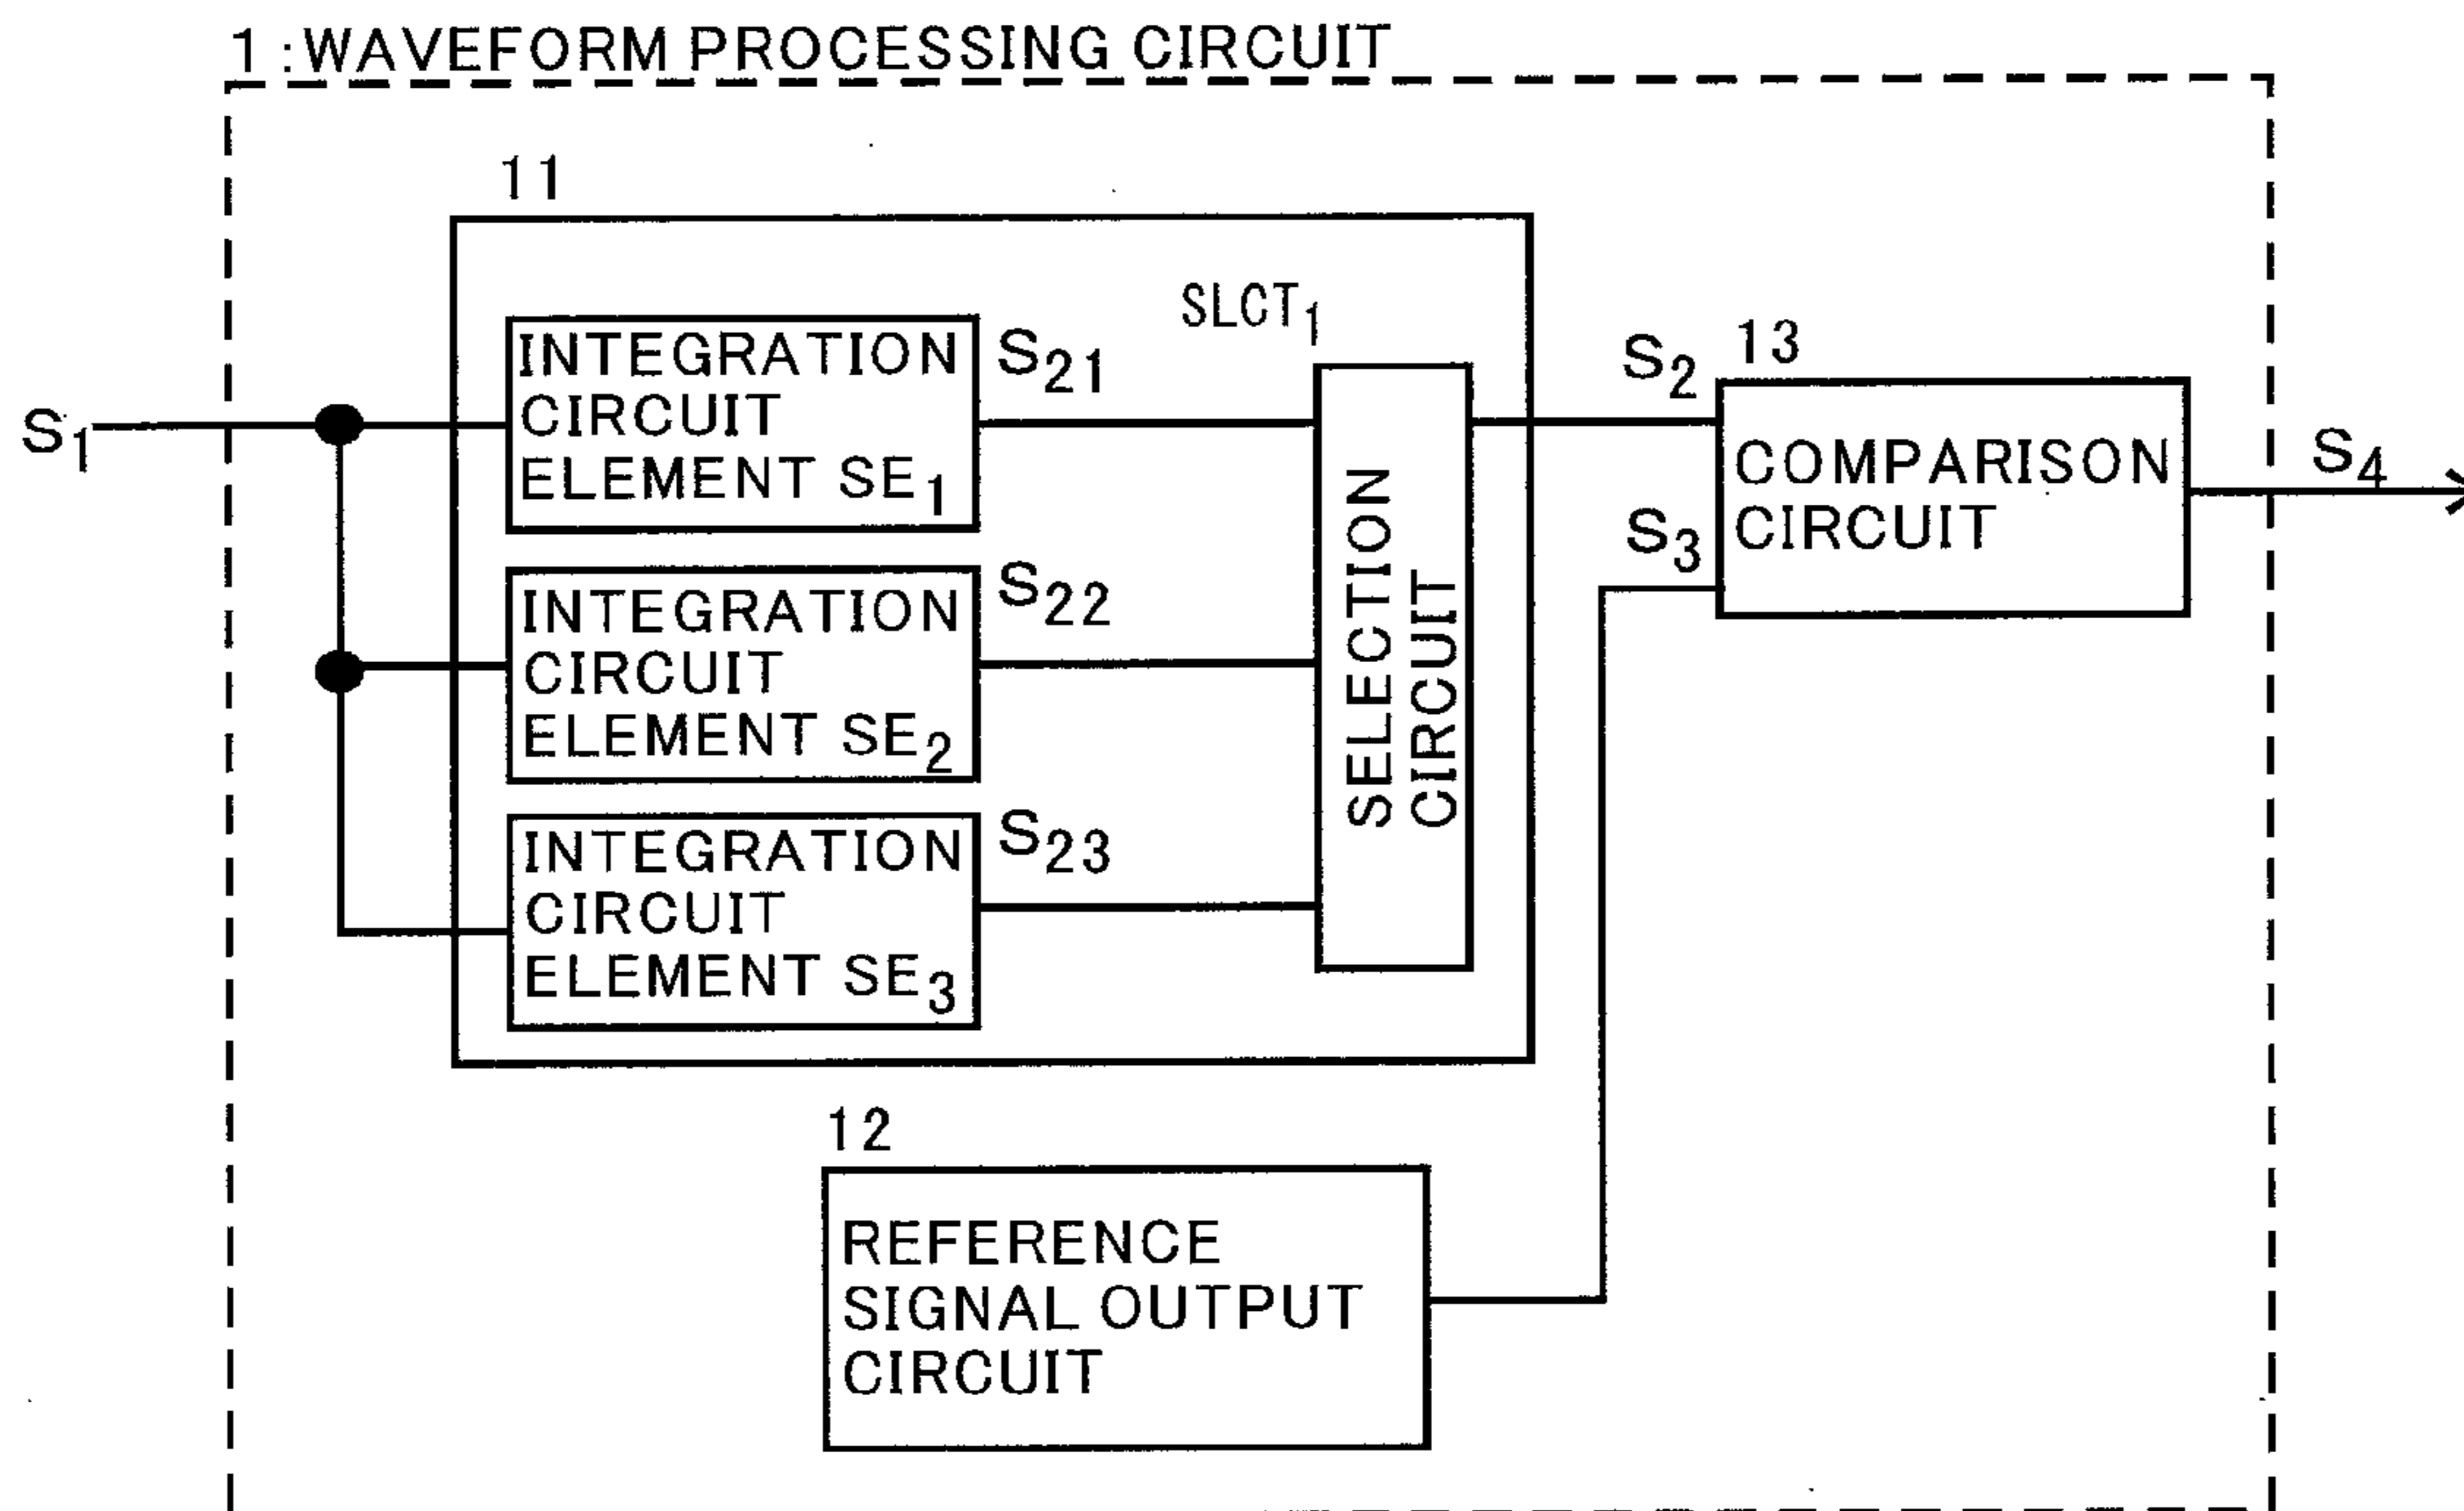 1:WAVEFORM PROCESSING CIRCUIT
11
S1
INTEGRATION
CIRCUIT
ELEMENT SE1
S21
SLCT1
INTEGRATION
CIRCUIT
ELEMENT SE2
S22
INTEGRATION
CIRCUIT
ELEMENT SE3
S23
SELECTION
CIRCUIT
S2
13
S3
COMPARISON
CIRCUIT
S4
12
REFERENCE
SIGNAL OUTPUT
CIRCUIT